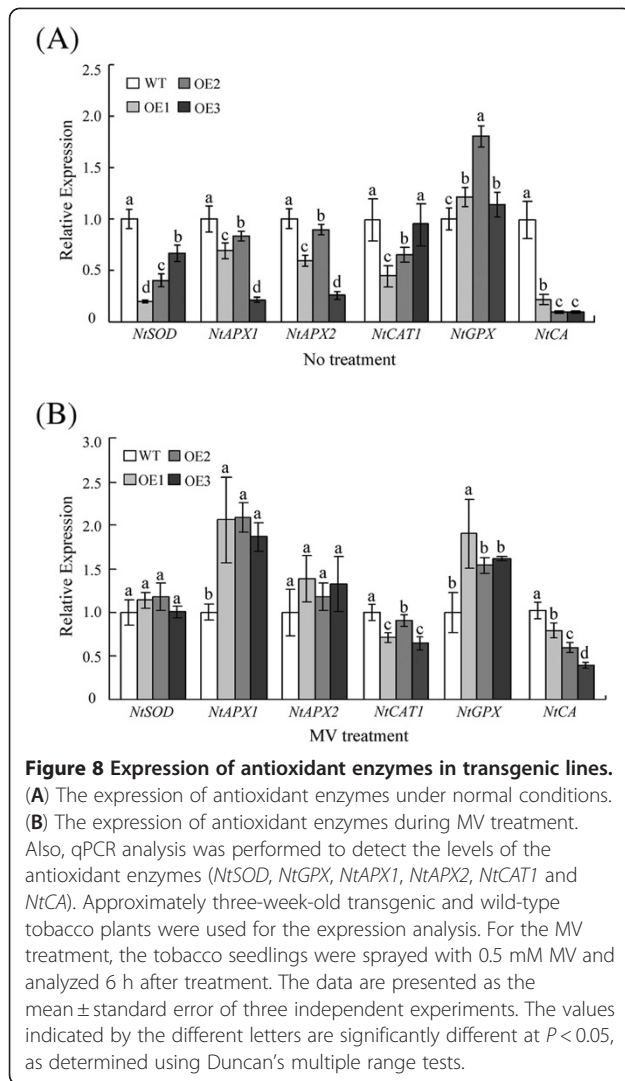 (A)
2.5
2.0
1.5
1.0
0.5
0
Relative Expression
WT OE2
OE1 OE3
a d c b
a c b d
a c b d
a c b a
c b a b
a b c c
NtSOD NtAPX1 NtAPX2 NtCAT1 NtGPX NtCA
No treatment
(B)
3.0
2.5
2.0
1.5
1.0
0.5
0
Relative Expression
WT OE2
OE1 OE3
a a a a
b a a a
a a a a
a c b c
b a b b
a b c d
NtSOD NtAPX1 NtAPX2 NtCAT1 NtGPX NtCA
MV treatment
Figure 8 Expression of antioxidant enzymes in transgenic lines.
(A) The expression of antioxidant enzymes under normal conditions.
(B) The expression of antioxidant enzymes during MV treatment.
Also, qPCR analysis was performed to detect the levels of the
antioxidant enzymes (NtSOD, NtGPX, NtAPX1, NtAPX2, NtCAT1 and
NtCA). Approximately three-week-old transgenic and wild-type
tobacco plants were used for the expression analysis. For the MV
treatment, the tobacco seedlings were sprayed with 0.5 mM MV and
analyzed 6 h after treatment. The data are presented as the
mean ± standard error of three independent experiments. The values
indicated by the different letters are significantly different at P < 0.05,
as determined using Duncan's multiple range tests.